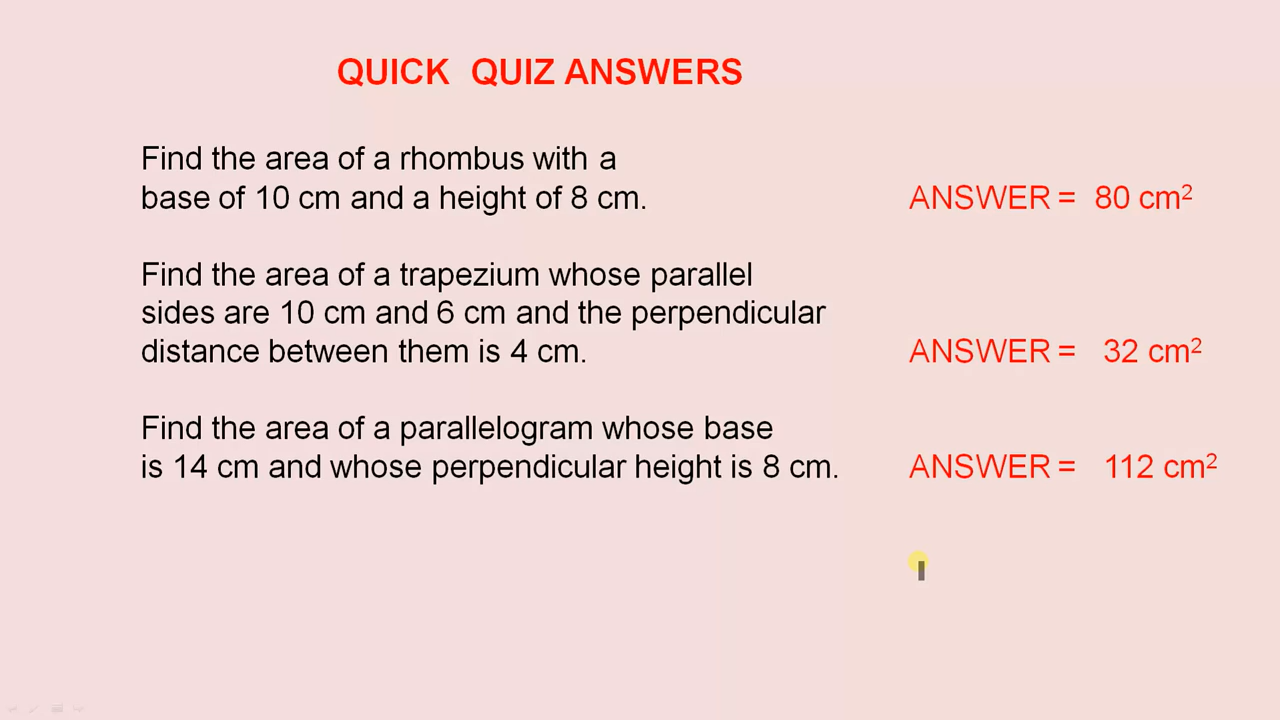 QUICK QUIZ ANSWERS
Find the area of a rhombus with a
base of 10 cm and a height of 8 cm. ANSWER = 80 cm²
Find the area of a trapezium whose parallel
sides are 10 cm and 6 cm and the perpendicular
distance between them is 4 cm. ANSWER = 32 cm²
Find the area of a parallelogram whose base
is 14 cm and whose perpendicular height is 8 cm. ANSWER = 112 cm²